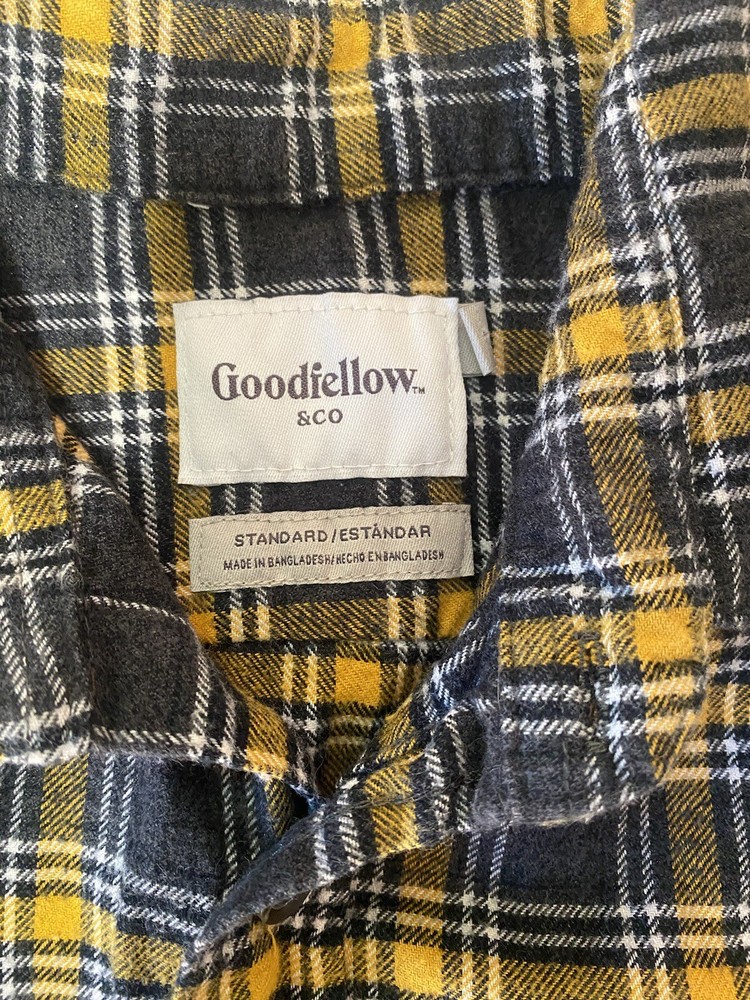 Goodfellow™
&CO
STANDARD/ESTÁNDAR
MADE IN BANGLADESH/HECHO EN BANGLADESH